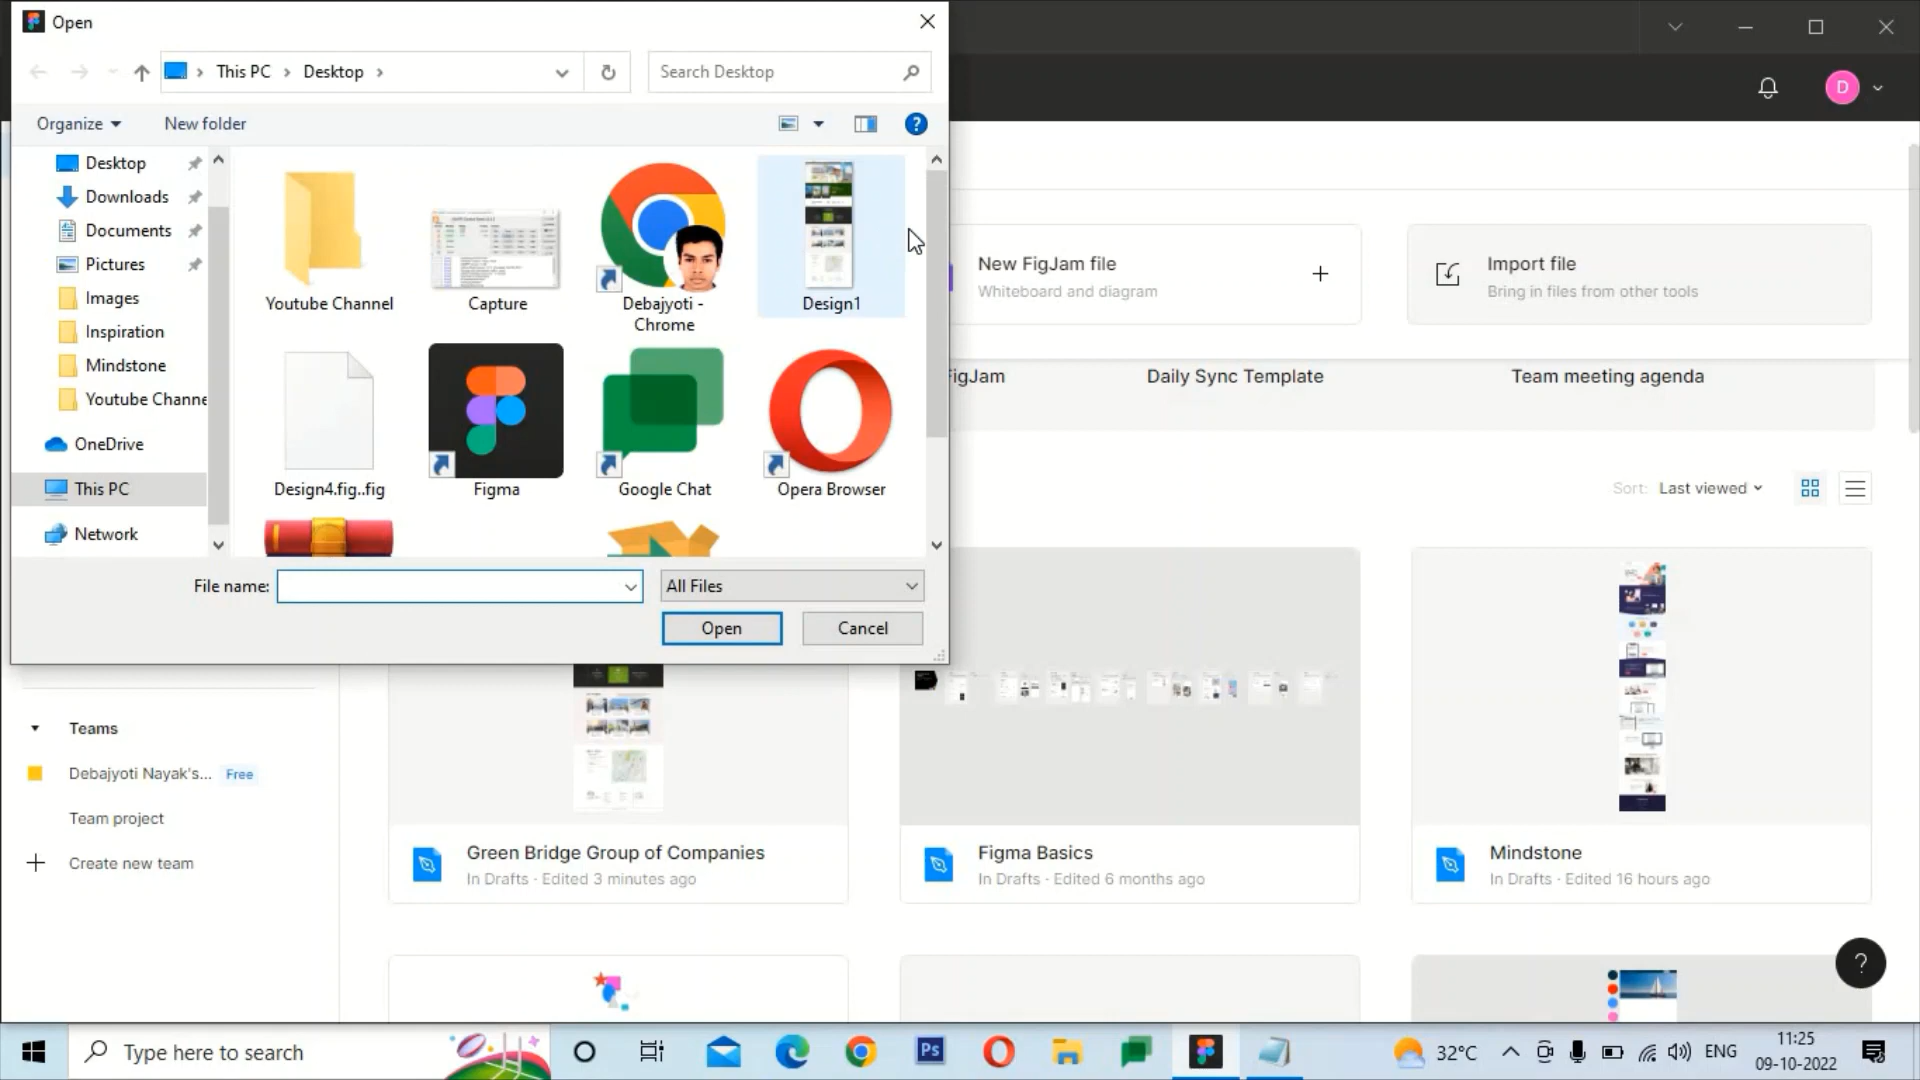 Open
This PC
Desktop
Search Desktop
Organize
New folder
?
Desktop
Downloads
Documents
Pictures
Images
Inspiration
Mindstone
Youtube Channe
OneDrive
This PC
Network
Youtube Channel
Capture
Debajyoti -
Chrome
Design1
Design4.fig..fig
Figma
Google Chat
Opera Browser
File name:
All Files
Open
Cancel
D
New FigJam file
Whiteboard and diagram
Import file
Bring in files from other tools
FigJam
Daily Sync Template
Team meeting agenda
Sort:
Last viewed
Teams
Debajyoti Nayak's...
Free
Team project
Create new team
Green Bridge Group of Companies
In Drafts · Edited 3 minutes ago
Figma Basics
In Drafts · Edited 6 months ago
Mindstone
In Drafts · Edited 16 hours ago
?
Type here to search
Ps
32°C
ENG
11:25
09-10-2022